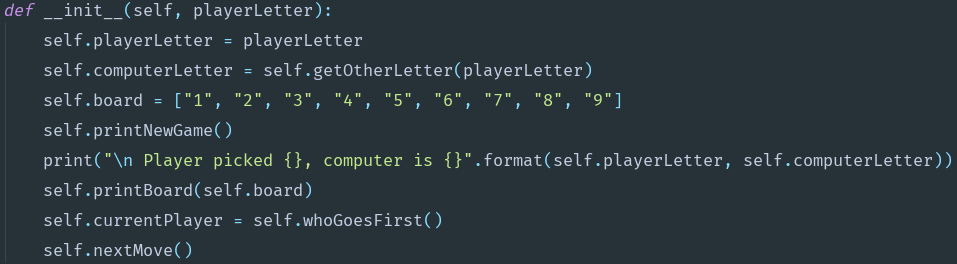 def __init__(self, playerLetter):
    self.playerLetter = playerLetter
    self.computerLetter = self.getOtherLetter(playerLetter)
    self.board = ["1", "2", "3", "4", "5", "6", "7", "8", "9"]
    self.printNewGame()
    print("\n Player picked {}, computer is {}".format(self.playerLetter, self.computerLetter))
    self.printBoard(self.board)
    self.currentPlayer = self.whoGoesFirst()
    self.nextMove()